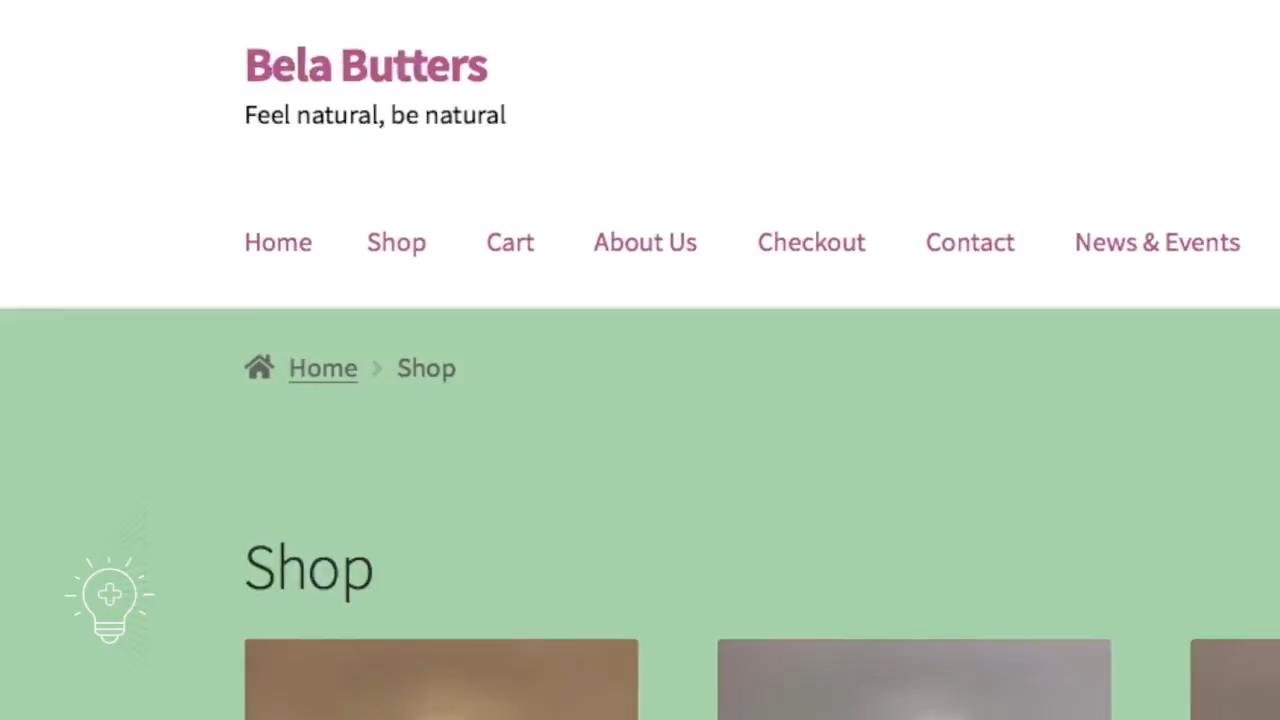 Bela Butters
Feel natural, be natural
Home Shop Cart About Us Checkout Contact News & Events
Home Shop
Shop